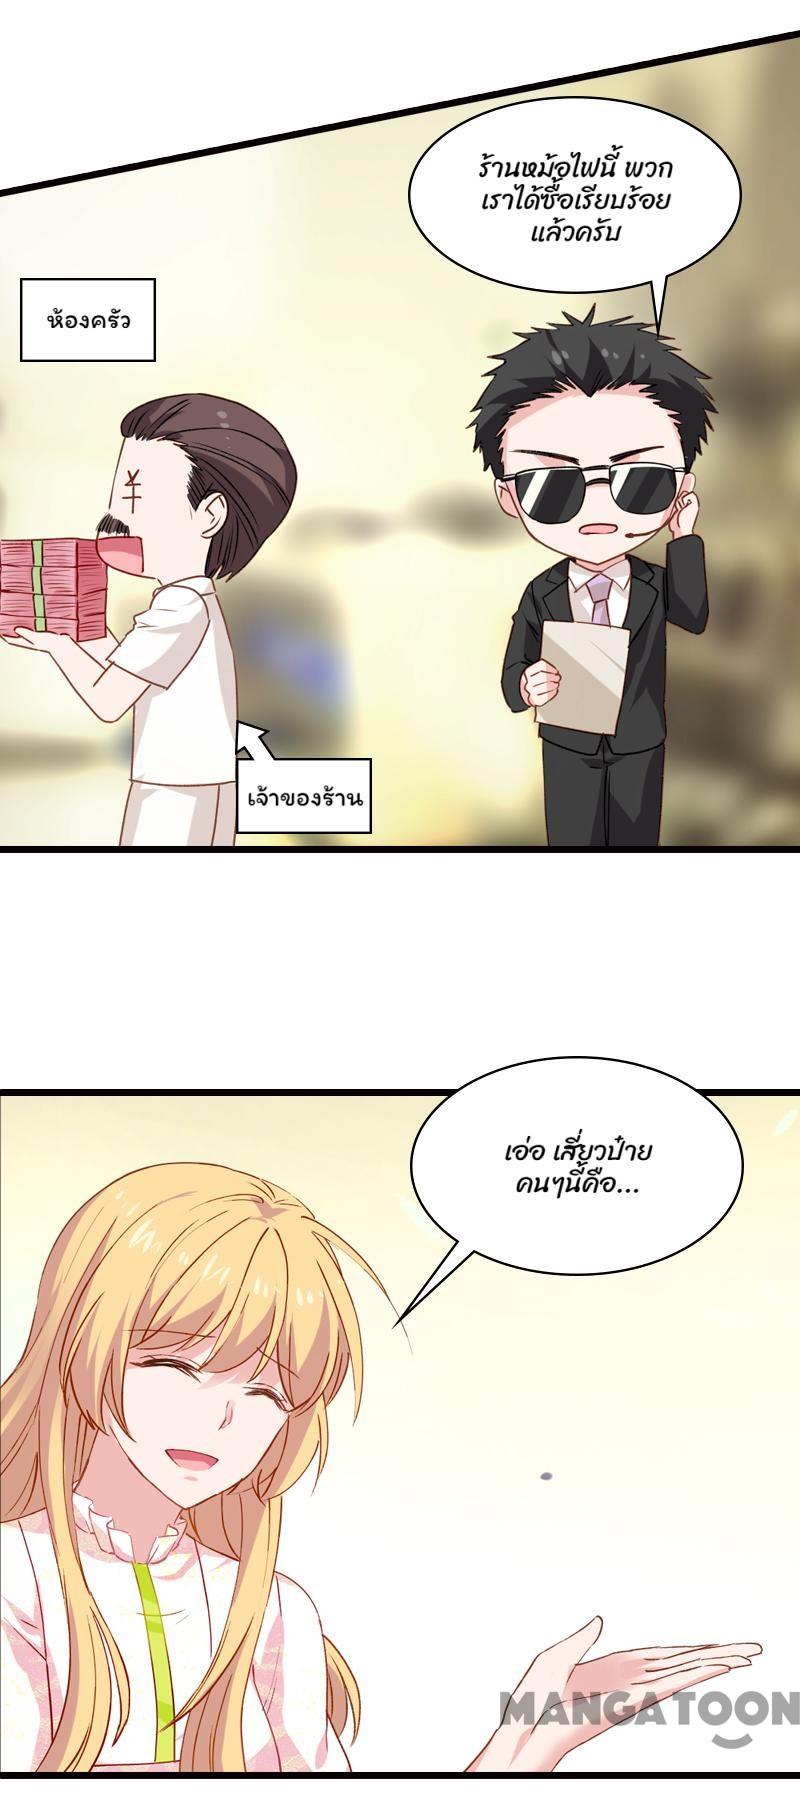 ร้านหม้อไฟนี้ พวก
เราได้ซื้อเรียบร้อย
แล้วครับ
ห้องครัว
¥
เจ้าของร้าน
เอ่อ เสี่ยวป๋าย
คนๆนี้คือ...
MANGATOON